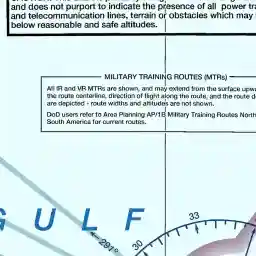 and does not purport to indicate the presence of all power tra
and telecommunication lines, terrain or obstacles which may
below reasonable and safe altitudes.
MILITARY TRAINING ROUTES (MTRs)
All IR and VR MTRs are shown, and may extend from the surface upwa
the route centerline, direction of flight along the route, and the route d
are depicted - route widths and altitudes are not shown.
DoD users refer to Area Planning AP/1B Military Training Routes North
South America for current routes.
GULF
33
30
291°